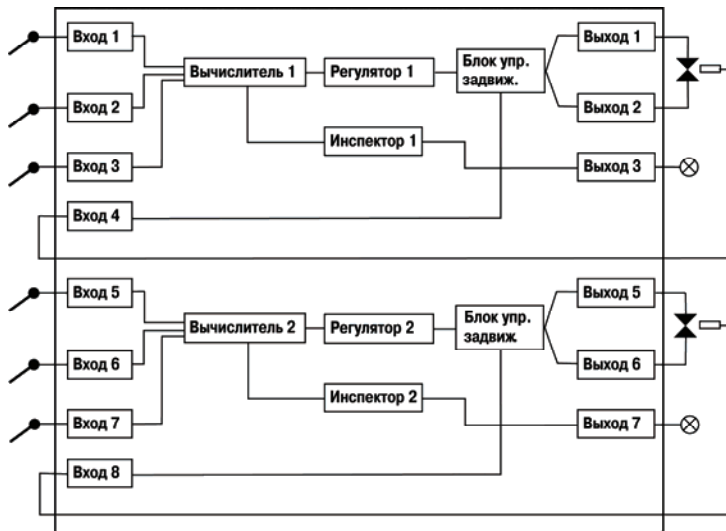 Вход 1
Выход 1
Вычислитель 1
Регулятор 1
Блок упр.
задвиж.
Вход 2
Выход 2
Инспектор 1
Вход 3
Выход 3
Вход 4
Вход 5
Выход 5
Вычислитель 2
Регулятор 2
Блок упр.
задвиж
Вход 6
Выход 6
Инспектор 2
Вход 7
Выход 7
Вход 8